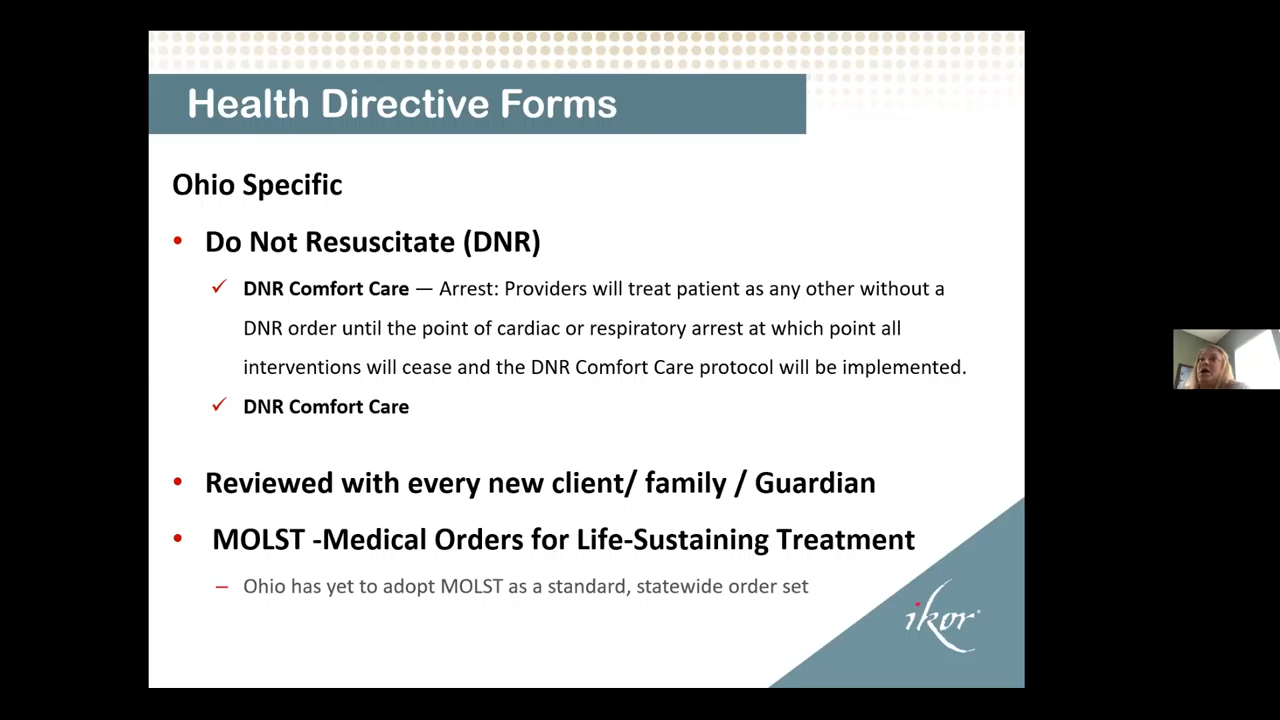 Health Directive Forms
Ohio Specific
• Do Not Resuscitate (DNR)
✓ DNR Comfort Care — Arrest: Providers will treat patient as any other without a
DNR order until the point of cardiac or respiratory arrest at which point all
interventions will cease and the DNR Comfort Care protocol will be implemented.
✓ DNR Comfort Care
• Reviewed with every new client/ family / Guardian
• MOLST -Medical Orders for Life-Sustaining Treatment
– Ohio has yet to adopt MOLST as a standard, statewide order set
ikor